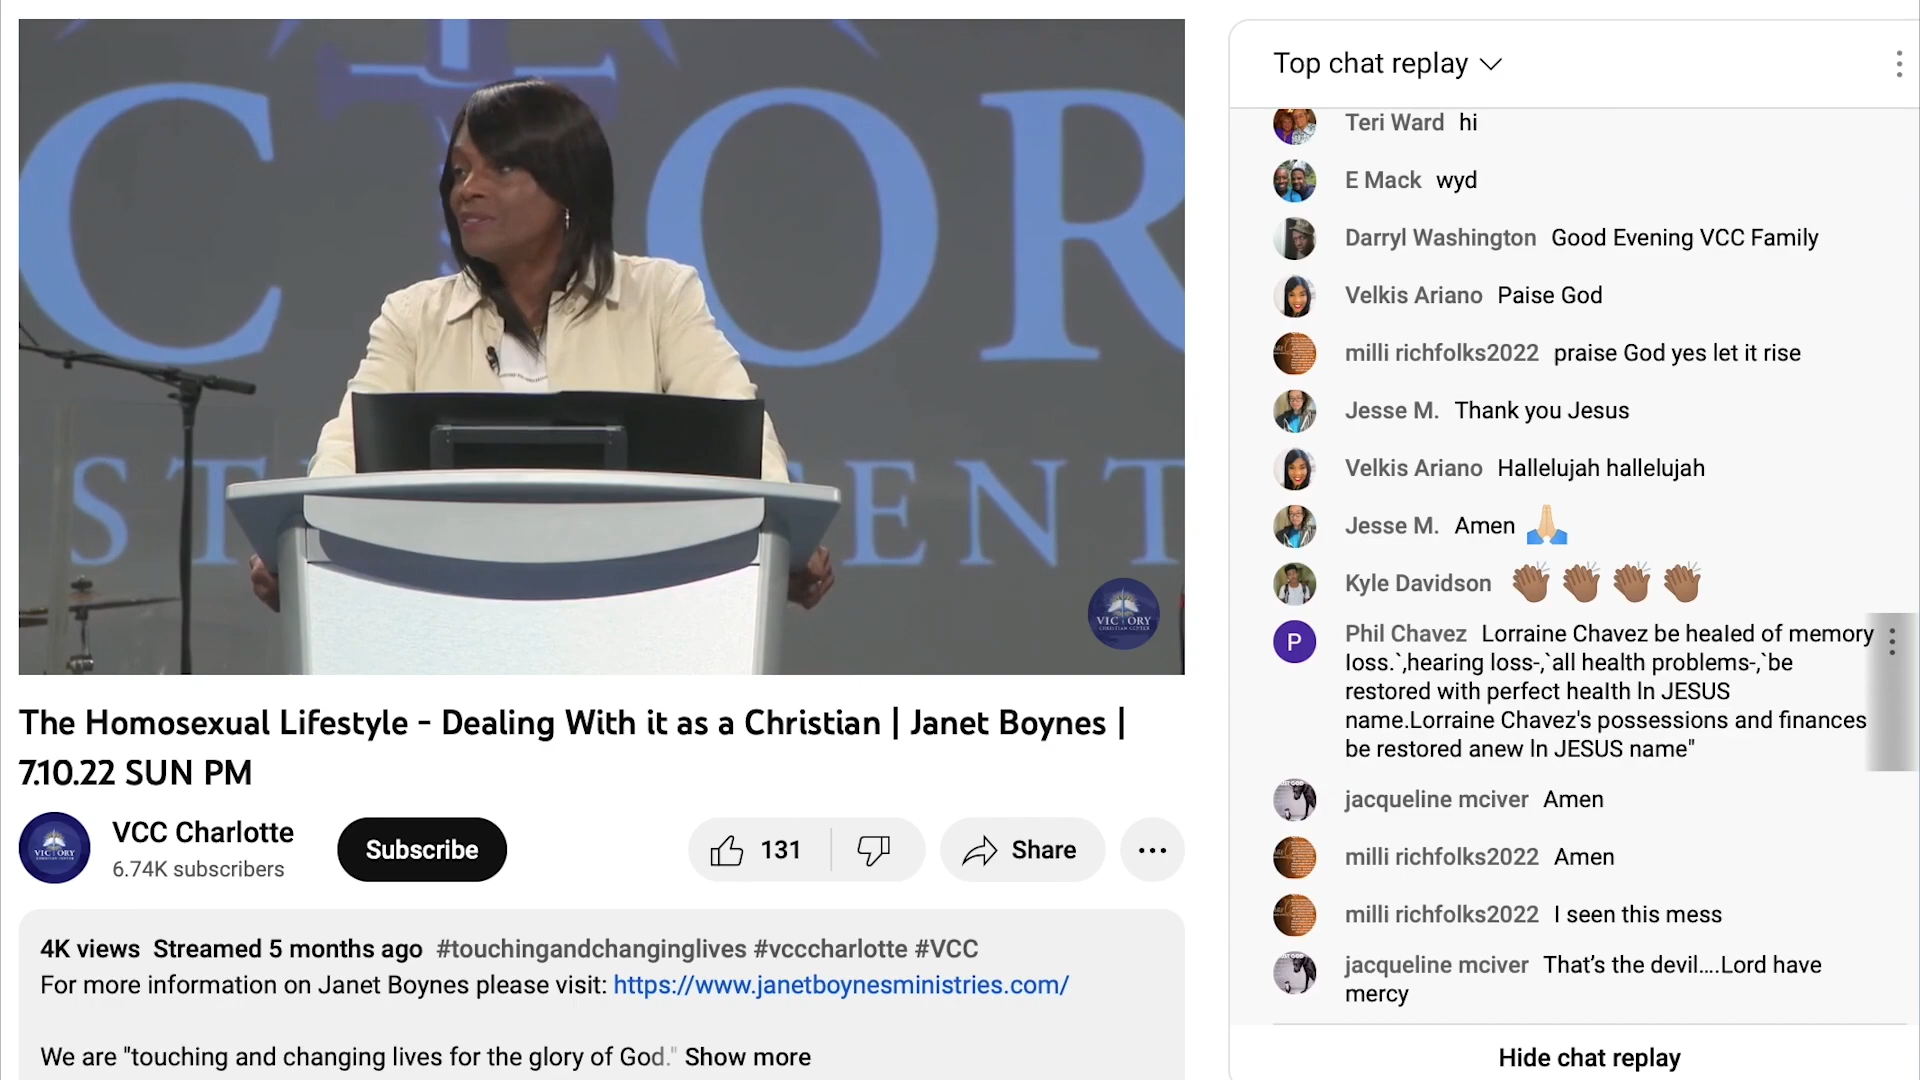 C T OR
ST ENT
VICTORY
CHRISTIAN CENTER
The Homosexual Lifestyle - Dealing With it as a Christian | Janet Boynes |
7.10.22 SUN PM
VICTORY
VCC Charlotte
6.74K subscribers
Subscribe
131
Share
4K views Streamed 5 months ago #touchingandchanginglives #vcccharlotte #VCC
For more information on Janet Boynes please visit: https://www.janetboynesministries.com/
We are "touching and changing lives for the glory of God." Show more
Top chat replay
Teri Ward hi
E Mack wyd
Darryl Washington Good Evening VCC Family
Velkis Ariano Paise God
milli richfolks2022 praise God yes let it rise
Jesse M. Thank you Jesus
Velkis Ariano Hallelujah hallelujah
Jesse M. Amen 🙏🏼
Kyle Davidson 👏🏾 👏🏾 👏🏾 👏🏾
P
Phil Chavez Lorraine Chavez be healed of memory
loss.`,hearing loss-,`all health problems-,`be
restored with perfect health In JESUS
name.Lorraine Chavez's possessions and finances
be restored anew In JESUS name"
jacqueline mciver Amen
milli richfolks2022 Amen
milli richfolks2022 I seen this mess
jacqueline mciver That’s the devil….Lord have
mercy
Hide chat replay